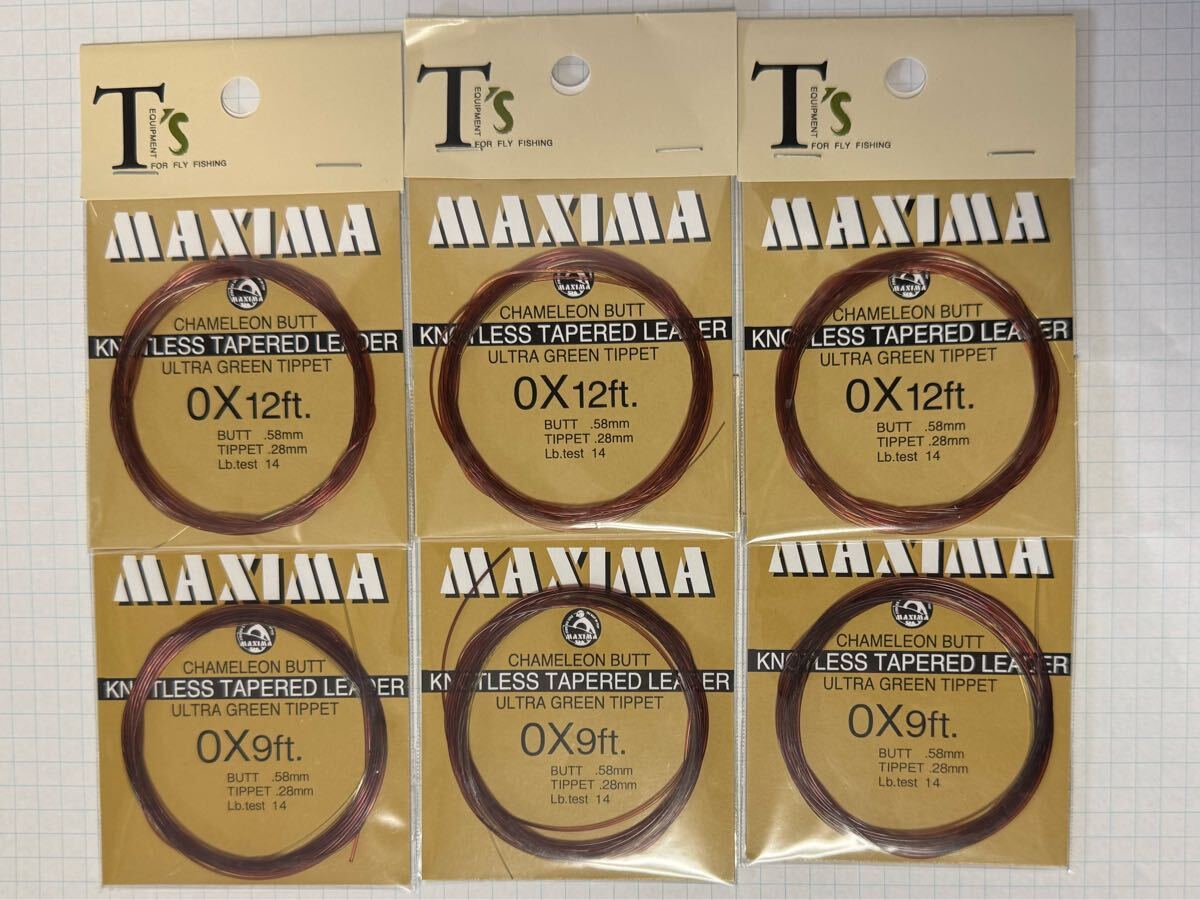 T's
EQUIPMENT
FOR FLY FISHING
MAXIMA
MAXIMA
CHAMELEON BUTT
KNOTLESS TAPERED LEADER
ULTRA GREEN TIPPET
0X12ft.
BUTT .58mm
TIPPET .28mm
Lb.test 14
T's
EQUIPMENT
FOR FLY FISHING
MAXIMA
MAXIMA
CHAMELEON BUTT
KNOTLESS TAPERED LEADER
ULTRA GREEN TIPPET
0X12ft.
BUTT .58mm
TIPPET .28mm
Lb.test 14
T's
EQUIPMENT
FOR FLY FISHING
MAXIMA
MAXIMA
CHAMELEON BUTT
KNOTLESS TAPERED LEADER
ULTRA GREEN TIPPET
0X12ft.
BUTT .58mm
TIPPET .28mm
Lb.test 14
MAXIMA
MAXIMA
CHAMELEON BUTT
KNOTLESS TAPERED LEADER
ULTRA GREEN TIPPET
0X9ft.
BUTT .58mm
TIPPET .28mm
Lb.test 14
MAXIMA
MAXIMA
CHAMELEON BUTT
KNOTLESS TAPERED LEADER
ULTRA GREEN TIPPET
0X9ft.
BUTT .58mm
TIPPET .28mm
Lb.test 14
MAXIMA
MAXIMA
CHAMELEON BUTT
KNOTLESS TAPERED LEADER
ULTRA GREEN TIPPET
0X9ft.
BUTT .58mm
TIPPET .28mm
Lb.test 14